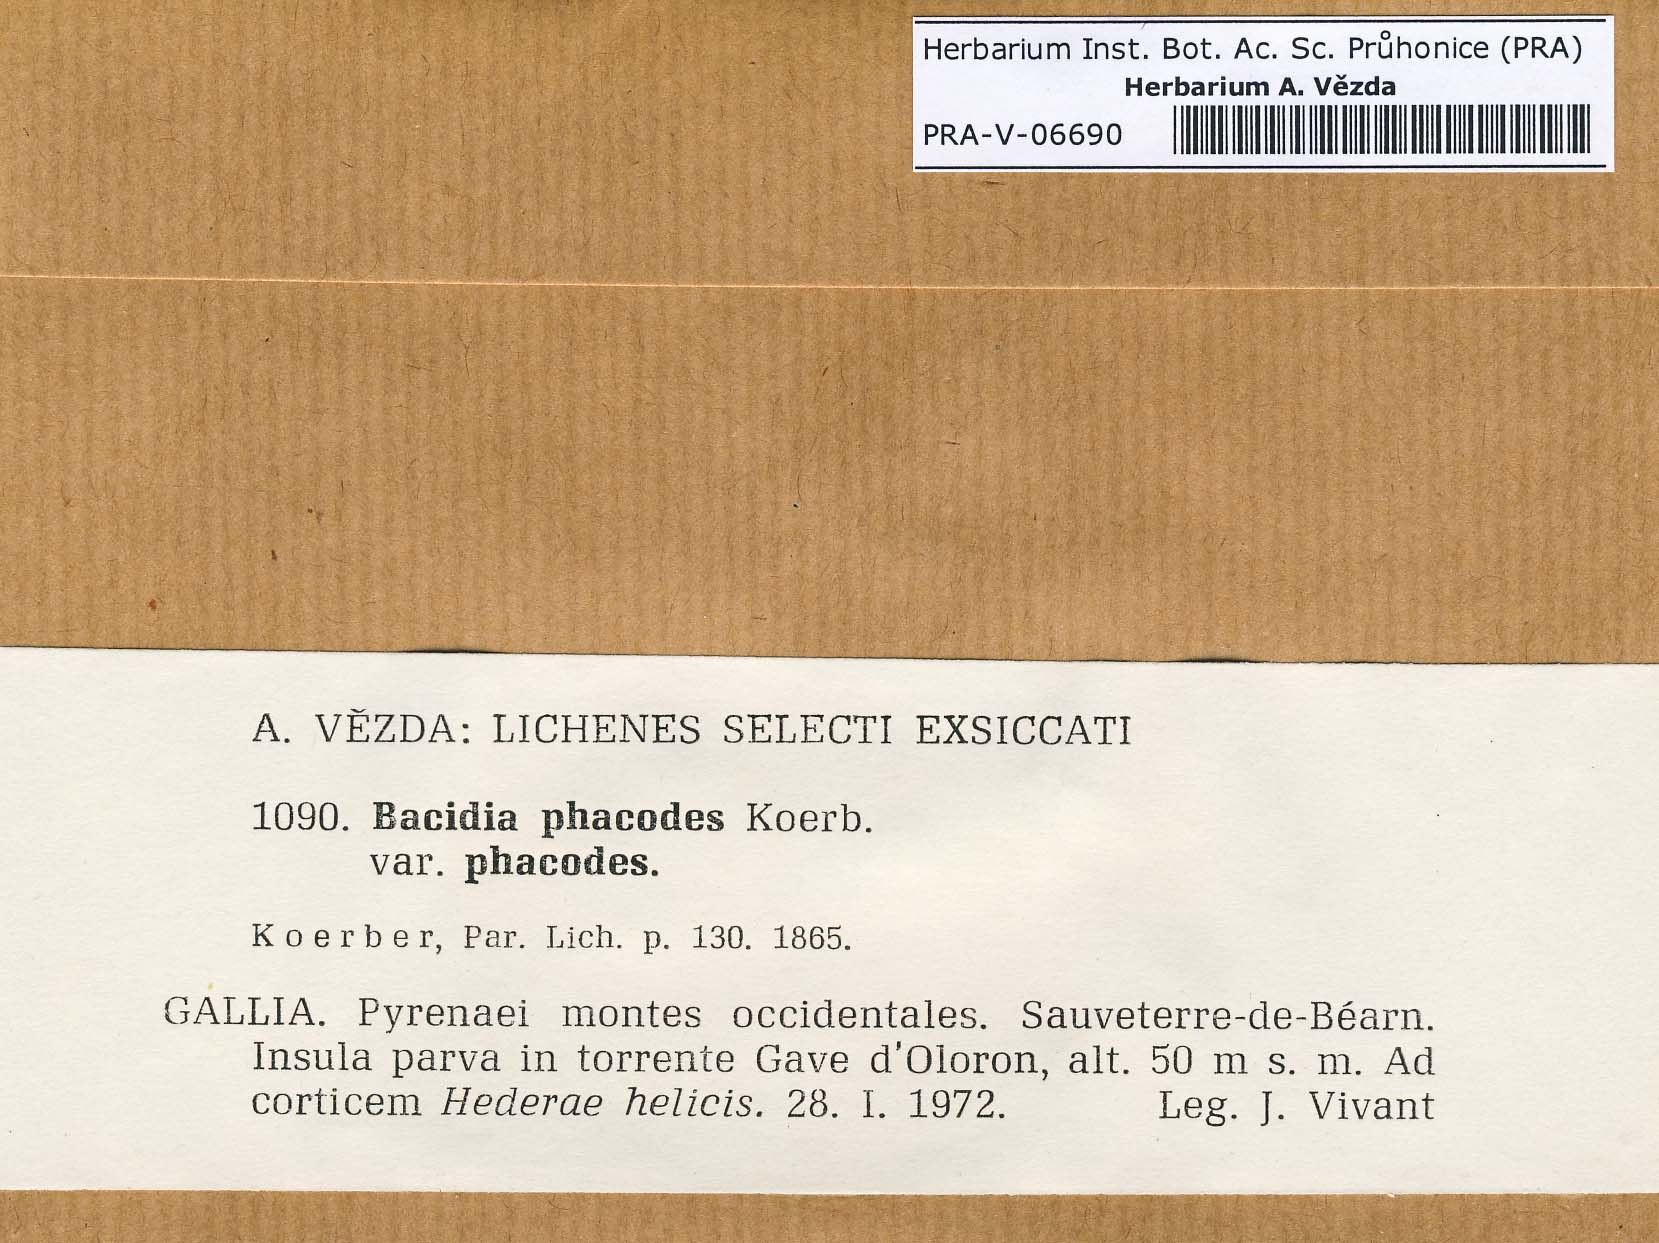 Herbarium Inst. Bot. Ac. Sc. Průhonice (PRA)
Herbarium A. Vězda
PRA-V-06690
A. VĚZDA: LICHENES SELECTI EXSICCATI
1090. Bacidia phacodes Koerb.
var. phacodes.
Koerber, Par. Lich. p. 130. 1865.
GALLIA. Pyrenaei montes occidentales. Sauveterre-de-Béarn.
Insula parva in torrente Gave d'Oloron, alt. 50 m s. m. Ad
corticem Hederae helicis. 28. I. 1972. Leg. J. Vivant